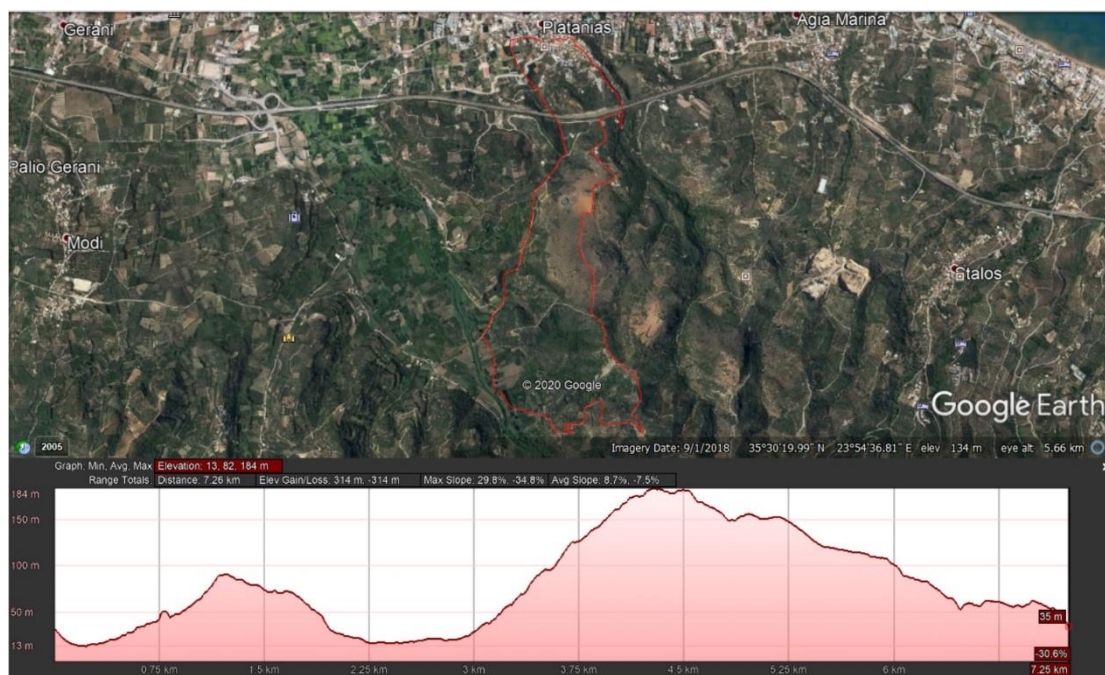 Gerani
Platanias
Agia Marina
Palio Gerani
Modi
Stalos
© 2020 Google
Google Earth
2005
Imagery Date: 9/1/2018 35°30'19.99" N 23°54'36.81" E elev 134 m eye alt 5.66 km
Graph: Min, Avg, Max Elevation: 13, 82, 184 m
Range Totals: Distance: 7.26 km Elev Gain/Loss: 314 m, -314 m Max Slope: 29.8%, -34.8% Avg Slope: 8.7%, -7.5%
184 m
150 m
100 m
50 m
13 m
35 m
-30.6%
0.75 km 1.5 km 2.25 km 3 km 3.75 km 4.5 km 5.25 km 6 km 7.25 km